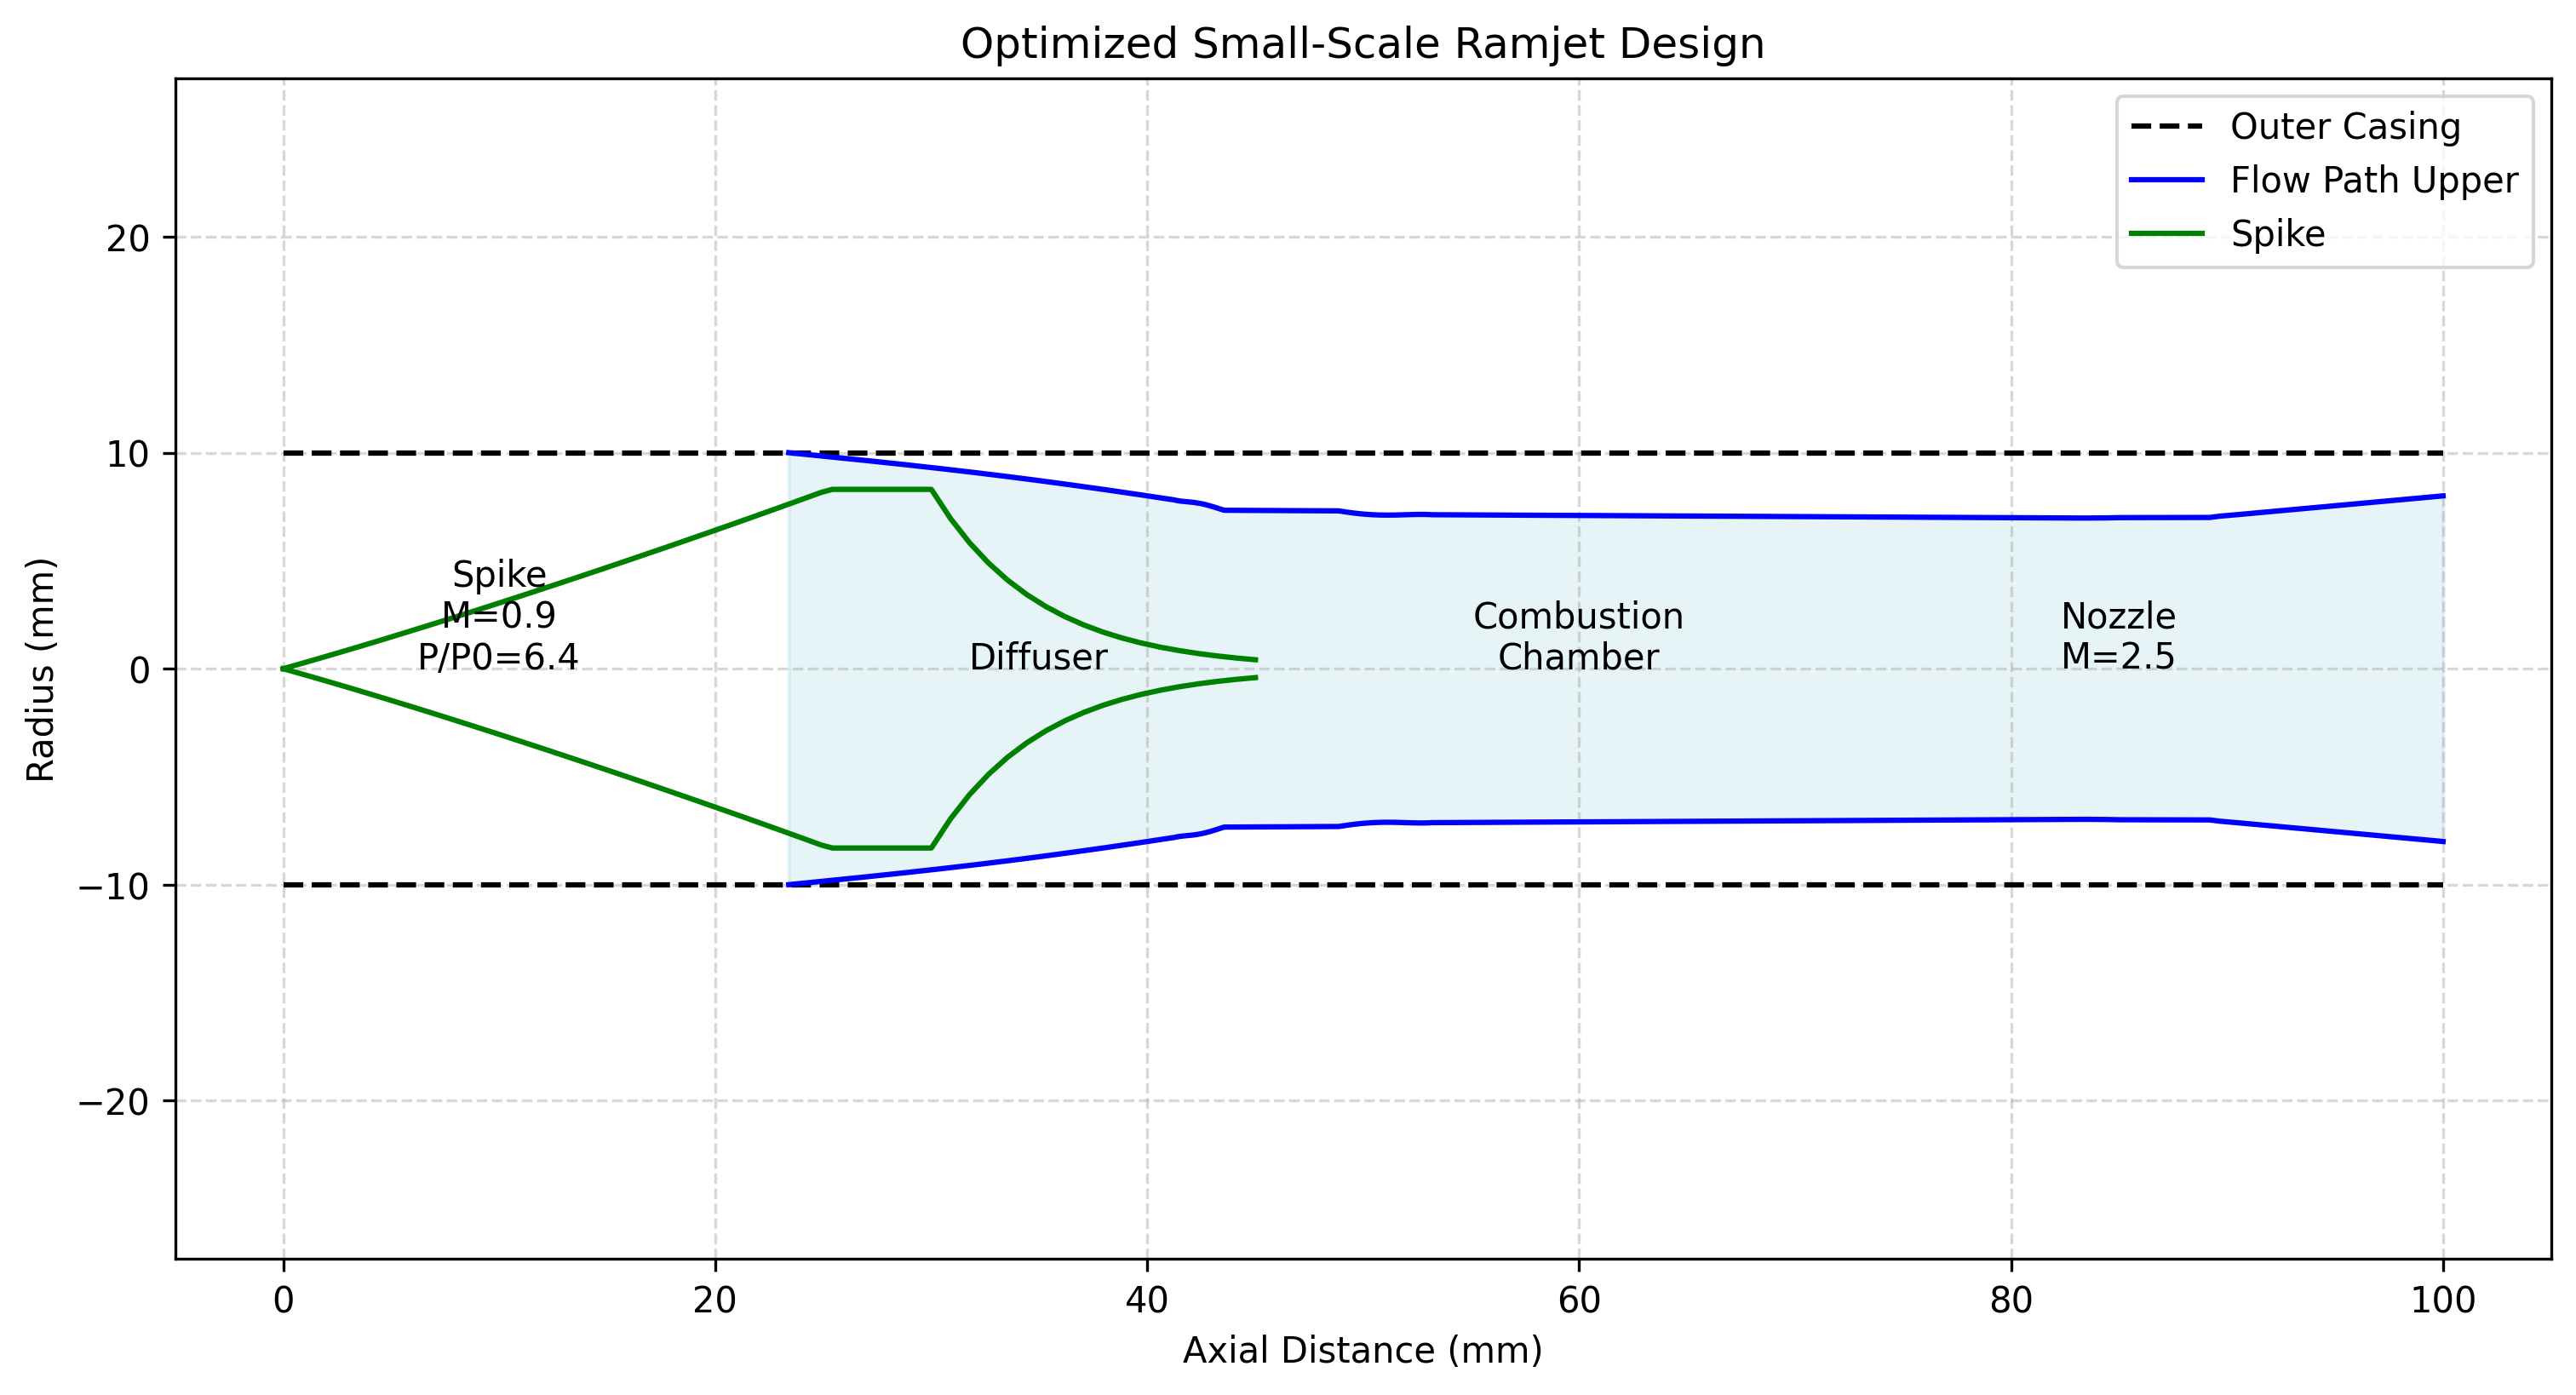 Optimized Small-Scale Ramjet Design
Outer Casing
Flow Path Upper
Spike
Radius (mm)
20
10
0
−10
−20
Spike
M=0.9
P/P0=6.4
Diffuser
Combustion
Chamber
Nozzle
M=2.5
0
20
40
60
80
100
Axial Distance (mm)